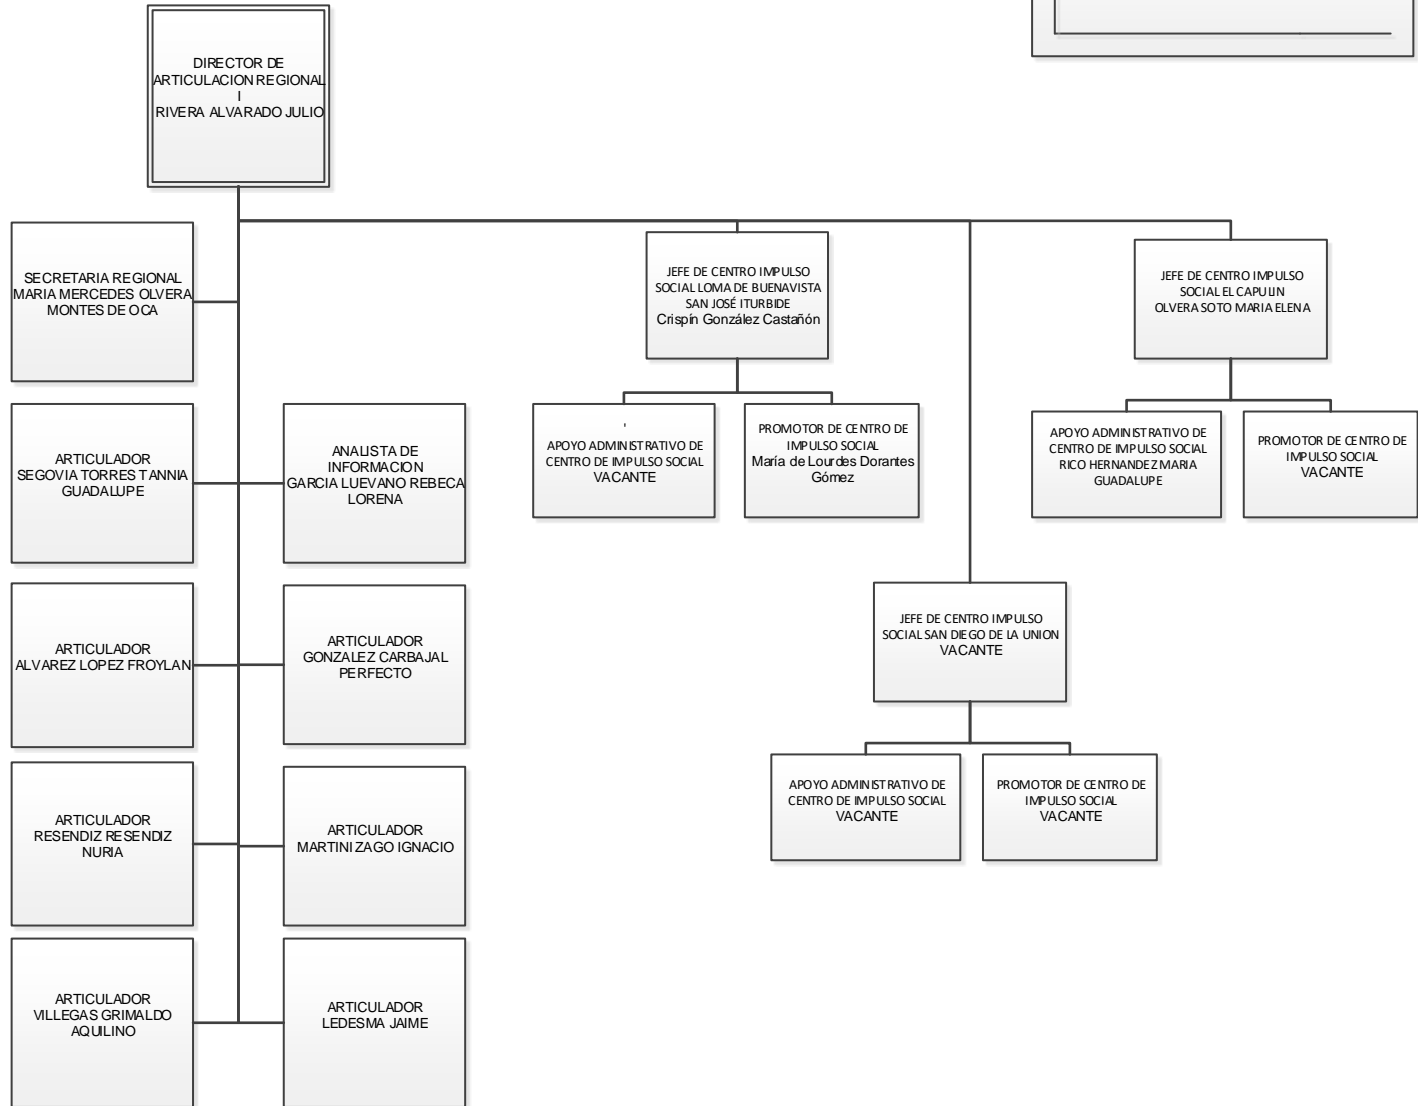 DIRECTOR DE
ARTICULACION REGIONAL
I
RIVERA ALVARADO JULIO
SECRETARIA REGIONAL
MARIA MERCEDES OLVERA
MONTES DE OCA
JEFE DE CENTRO IMPULSO
SOCIAL LOMA DE BUENAVISTA
SAN JOSÉ ITURBIDE
Crispín González Castañón
JEFE DE CENTRO IMPULSO
SOCIAL EL CAPULIN
OLVERA SOTO MARIA ELENA
ARTICULADOR
SEGOVIA TORRES TANNIA
GUADALUPE
ANALISTA DE
INFORMACION
GARCIA LUEVANO REBECA
LORENA
'
APOYO ADMINISTRATIVO DE
CENTRO DE IMPULSO SOCIAL
VACANTE
PROMOTOR DE CENTRO DE
IMPULSO SOCIAL
María de Lourdes Dorantes
Gómez
APOYO ADMINISTRATIVO DE
CENTRO DE IMPULSO SOCIAL
RICO HERNANDEZ MARIA
GUADALUPE
PROMOTOR DE CENTRO DE
IMPULSO SOCIAL
VACANTE
ARTICULADOR
ALVAREZ LOPEZ FROYLAN
ARTICULADOR
GONZALEZ CARBAJAL
PERFECTO
JEFE DE CENTRO IMPULSO
SOCIAL SAN DIEGO DE LA UNION
VACANTE
ARTICULADOR
RESENDIZ RESENDIZ
NURIA
ARTICULADOR
MARTINI ZAGO IGNACIO
APOYO ADMINISTRATIVO DE
CENTRO DE IMPULSO SOCIAL
VACANTE
PROMOTOR DE CENTRO DE
IMPULSO SOCIAL
VACANTE
ARTICULADOR
VILLEGAS GRIMALDO
AQUILINO
ARTICULADOR
LEDESMA JAIME